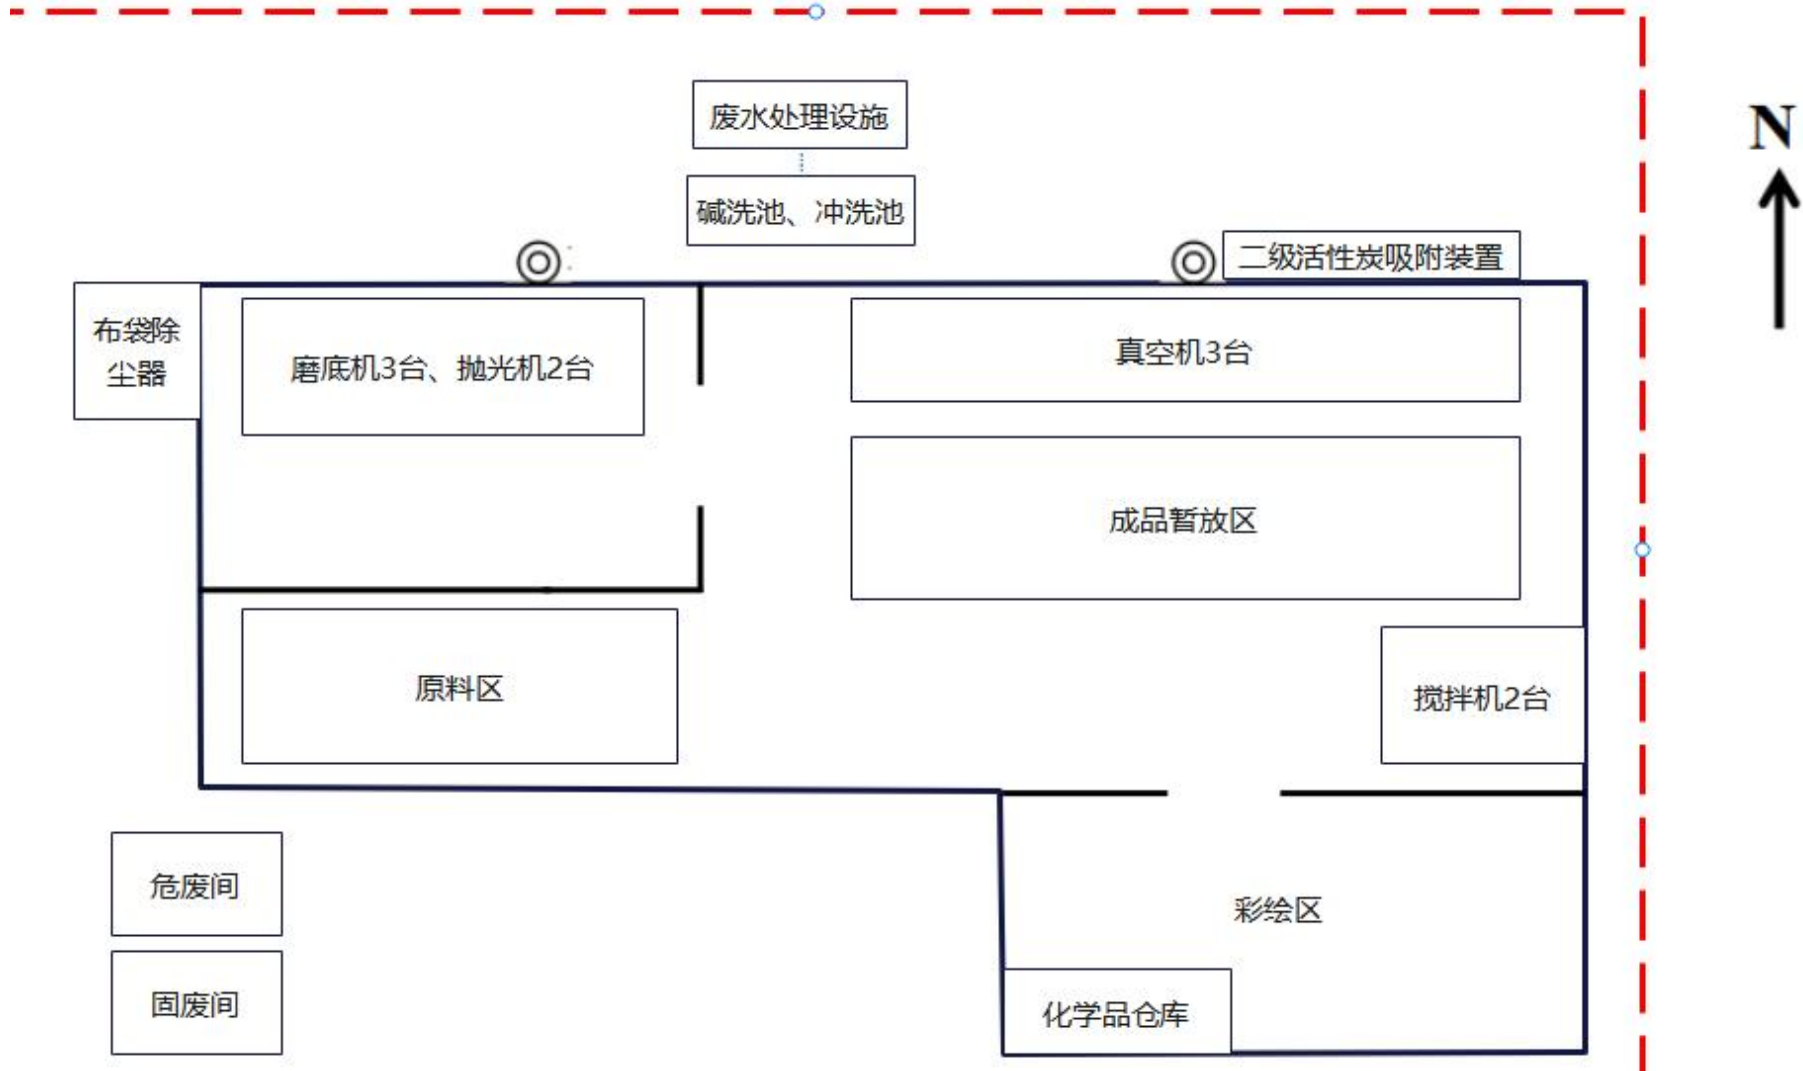 废水处理设施
N
碱洗池、冲洗池
二级活性炭吸附装置
布袋除
尘器
磨底机3台、抛光机2台
真空机3台
成品暂放区
原料区
搅拌机2台
危废间
彩绘区
固废间
化学品仓库